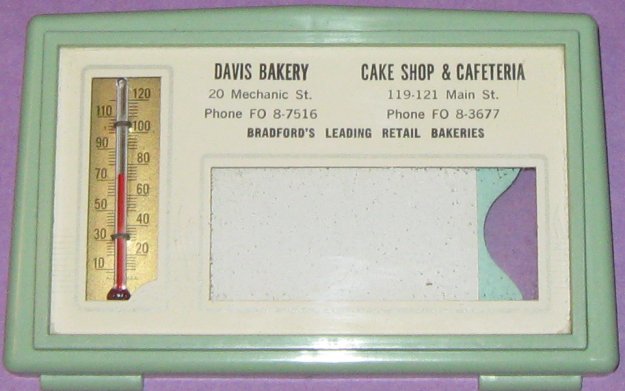 DAVIS BAKERY
20 Mechanic St.
Phone FO 8-7516
CAKE SHOP & CAFETERIA
119-121 Main St.
Phone FO 8-3677
BRADFORD'S LEADING RETAIL BAKERIES
120
110
100
90
80
70
60
50
40
30
20
10